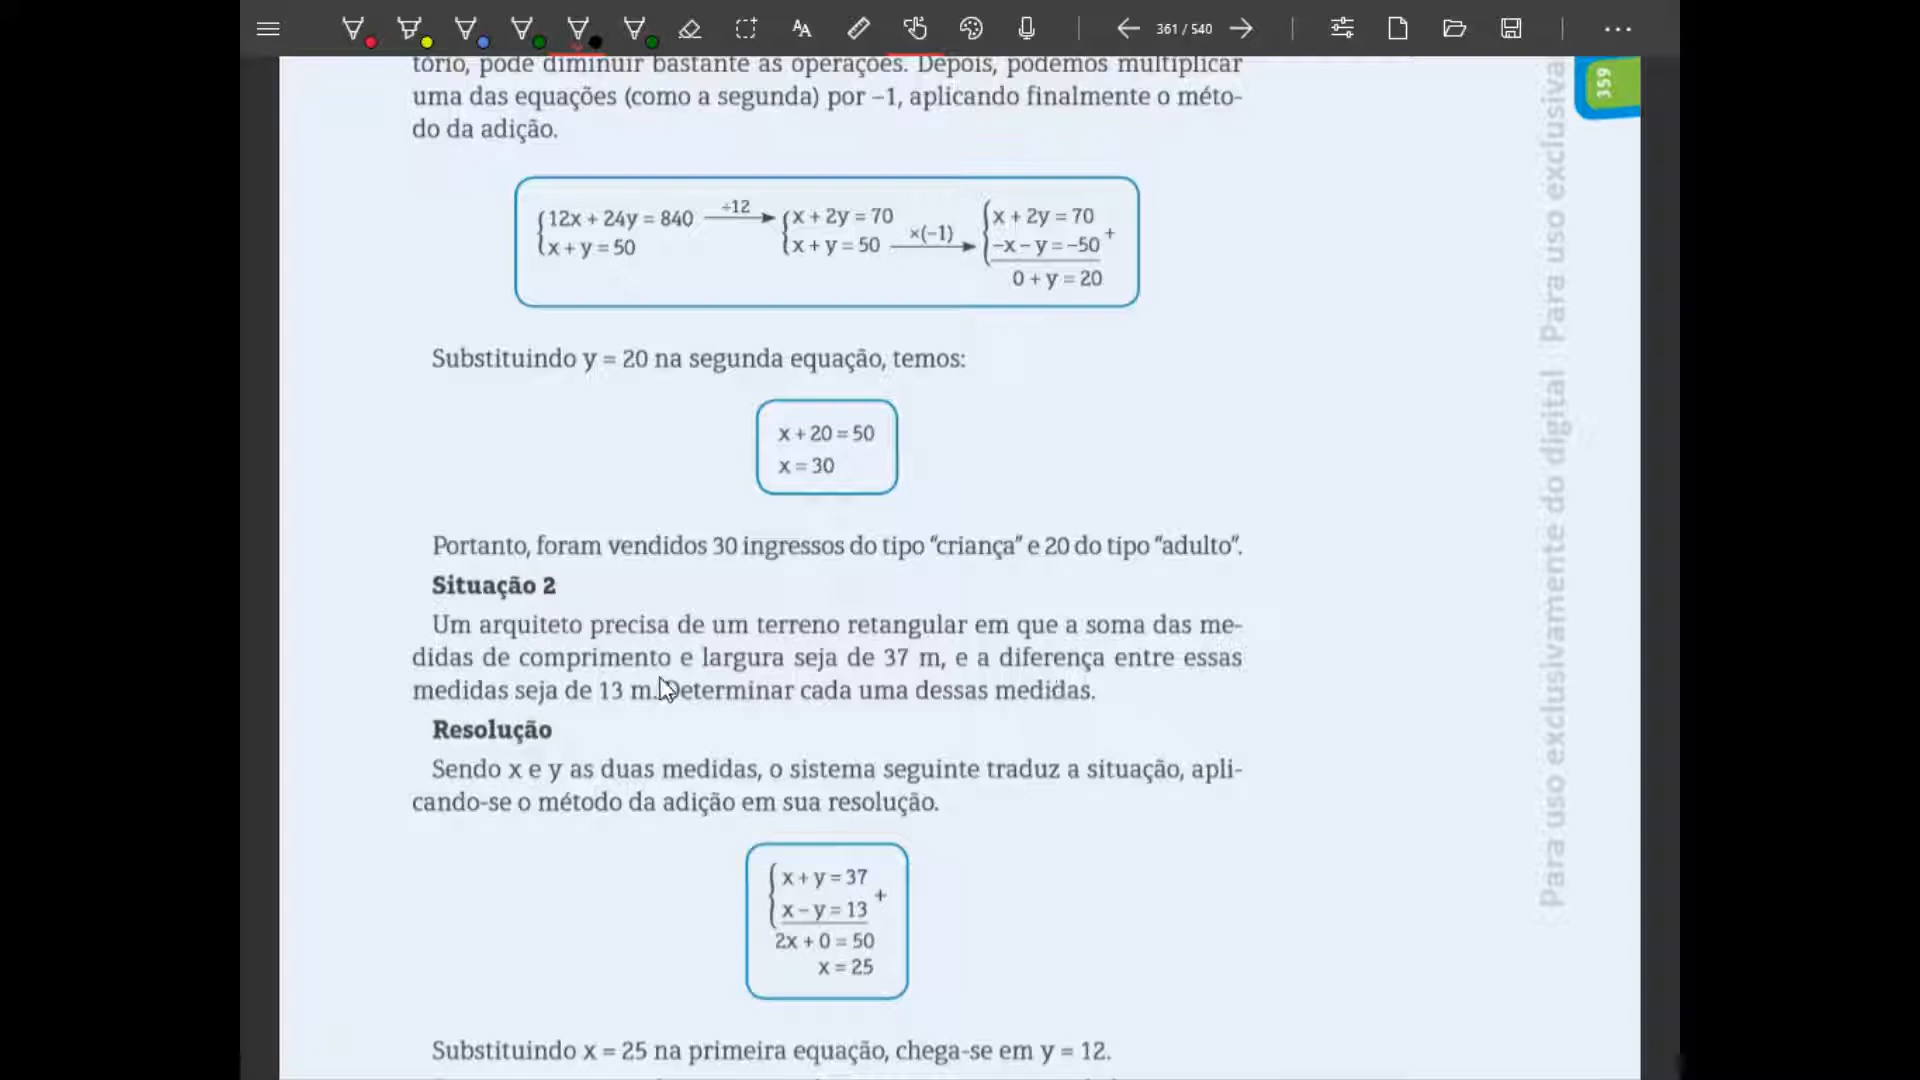 361 / 540
tório, pode diminuir bastante as operações. Depois, podemos multiplicar
uma das equações (como a segunda) por –1, aplicando finalmente o méto-
do da adição.
12x + 24y = 840 ÷12 x + 2y = 70 x + 2y = 70
x + y = 50 x + y = 50 ×(–1) –x – y = –50 +
0 + y = 20
Substituindo y = 20 na segunda equação, temos:
x + 20 = 50
x = 30
Portanto, foram vendidos 30 ingressos do tipo “criança” e 20 do tipo “adulto”.
Situação 2
Um arquiteto precisa de um terreno retangular em que a soma das me-
didas de comprimento e largura seja de 37 m, e a diferença entre essas
medidas seja de 13 m. Determinar cada uma dessas medidas.
Resolução
Sendo x e y as duas medidas, o sistema seguinte traduz a situação, apli-
cando-se o método da adição em sua resolução.
x + y = 37
x – y = 13 +
2x + 0 = 50
x = 25
Substituindo x = 25 na primeira equação, chega-se em y = 12.
359
Para uso exclusivamente do digital Para uso exclusiva